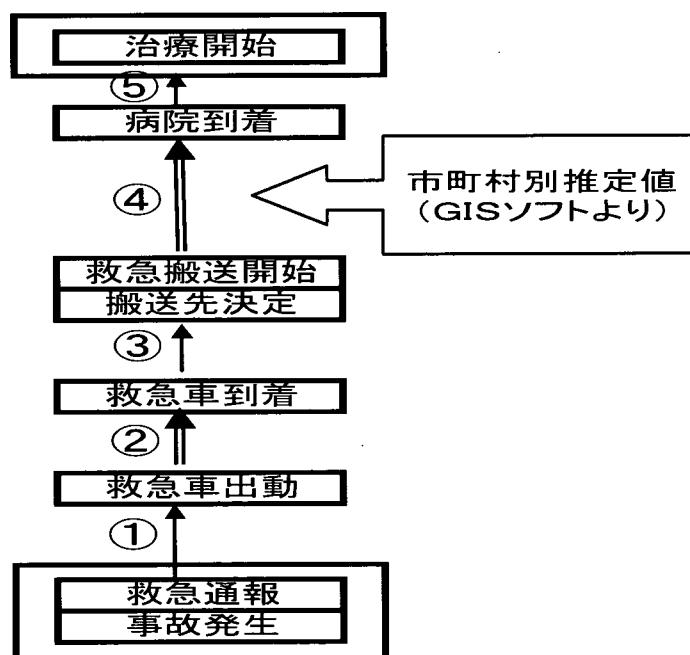 治療開始
⑤
病院到着
④
市町村別推定値
（GISソフトより）
救急搬送開始
搬送先決定
③
救急車到着
②
救急車出動
①
救急通報
事故発生